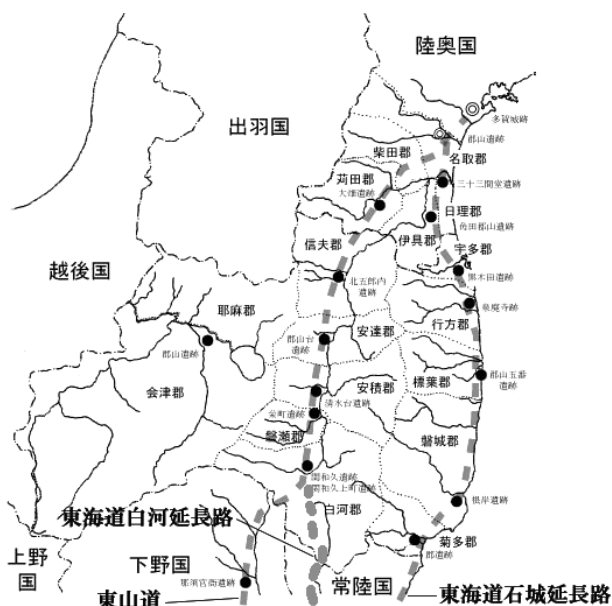 陸奥国
多賀城跡
出羽国
郡山遺跡
柴田郡
名取郡
苅田郡
三十三間堂遺跡
大畑遺跡
日理郡
角田郡山遺跡
信夫郡
伊具郡
宇多郡
越後国
黒木田遺跡
北五郎内
遺跡
耶麻郡
泉廃寺跡
行方郡
安達郡
郡山台
遺跡
郡山遺跡
郡山五番
遺跡
会津郡
安積郡
標葉郡
清水台遺跡
栄町遺跡
磐瀬郡
磐城郡
関和久遺跡
関和久上町遺跡
根岸遺跡
東海道白河延長路
白河郡
上野
国
下野国
菊多郡
郡遺跡
那須官衙遺跡
常陸国
東山道
東海道石城延長路